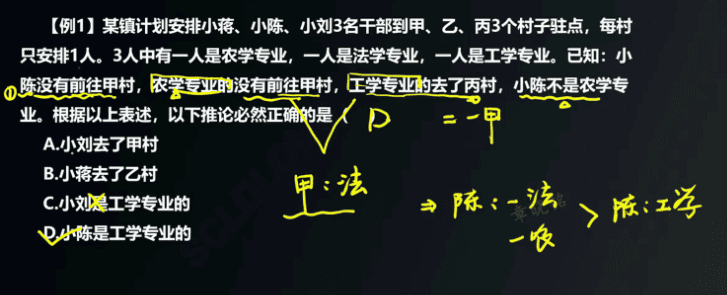 【例1】某镇计划安排小蒋、小陈、小刘3名干部到甲、乙、丙3个村子驻点，每村
只安排1人。3人中有一人是农学专业，一人是法学专业，一人是工学专业。已知：小
①陈没有前往甲村，农学专业的没有前往甲村，工学专业的去了丙村，小陈不是农学专
业。根据以上表述，以下推论必然正确的是（ D =一甲
A.小刘去了甲村
B.小蒋去了乙村
甲：法
C.小刘是工学专业的
⇒ 陈：一法
一农 > 陈：工学
D.小陈是工学专业的